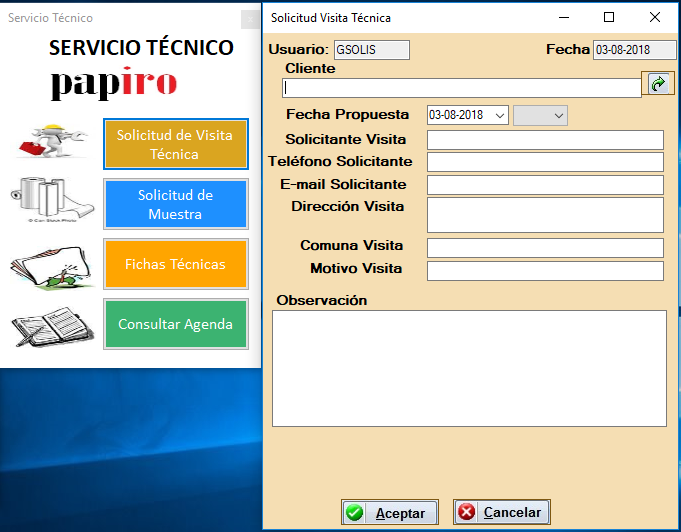 Servicio Técnico
x
SERVICIO TÉCNICO
papiro
Solicitud de Visita
Técnica
© Can Stock Photo
Solicitud de
Muestra
Fichas Técnicas
Consultar Agenda
Solicitud Visita Técnica
Usuario: GSOLIS Fecha 03-08-2018
Cliente
Fecha Propuesta 03-08-2018
Solicitante Visita
Teléfono Solicitante
E-mail Solicitante
Dirección Visita
Comuna Visita
Motivo Visita
Observación
Aceptar Cancelar